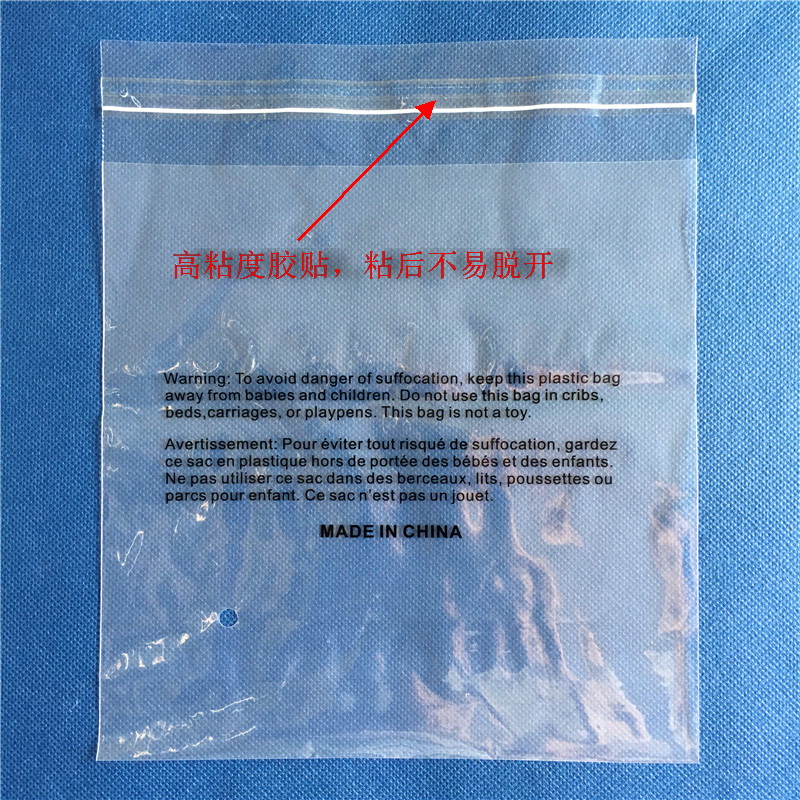 高粘度胶贴，粘后不易脱开
Warning: To avoid danger of suffocation, keep this plastic bag
away from babies and children. Do not use this bag in cribs,
beds,carriages, or playpens. This bag is not a toy.
Avertissement: Pour éviter tout risqué de suffocation, gardez
ce sac en plastique hors de portée des bébés et des enfants.
Ne pas utiliser ce sac dans des berceaux, lits, poussettes ou
parcs pour enfant. Ce sac n'est pas un jouet.
MADE IN CHINA